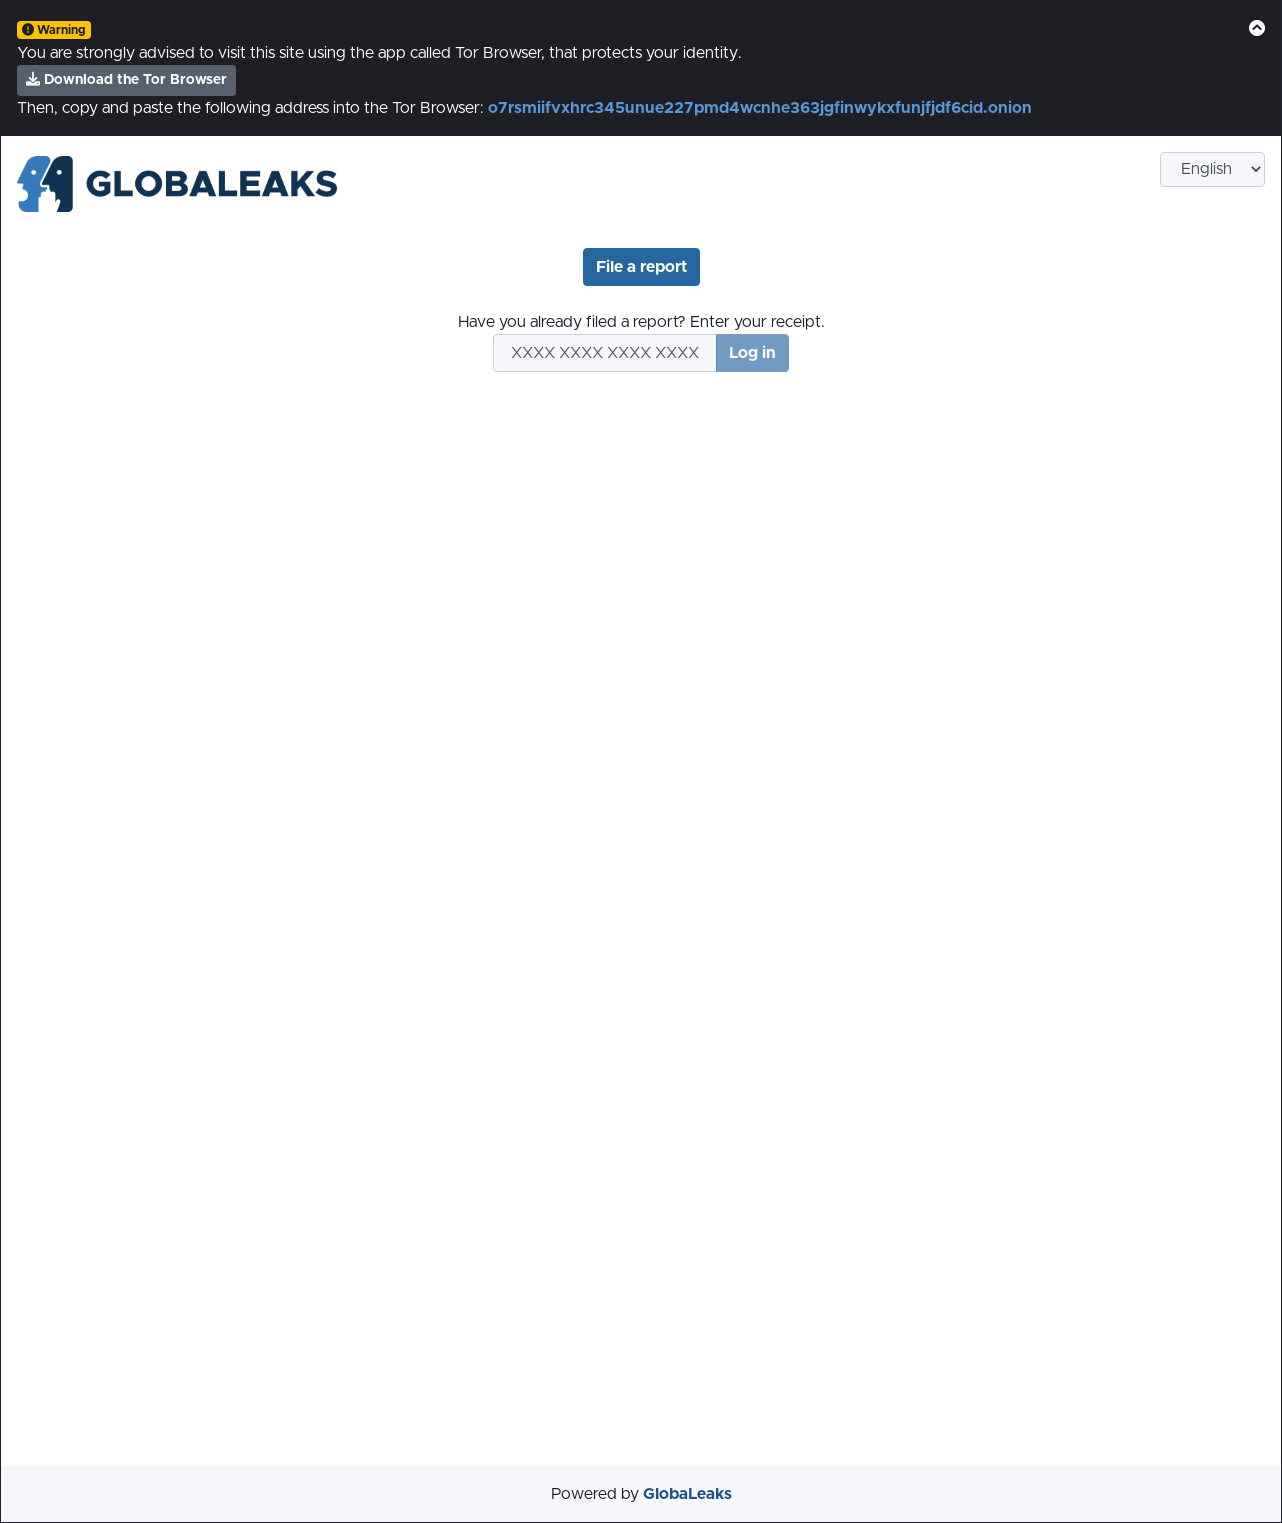 Warning
You are strongly advised to visit this site using the app called Tor Browser, that protects your identity.
Download the Tor Browser
Then, copy and paste the following address into the Tor Browser: o7rsmiifvxhrc345unue227pmd4wcnhe363jgfinwykxfunjfjdf6cid.onion
GLOBALEAKS
English
File a report
Have you already filed a report? Enter your receipt.
XXXX XXXX XXXX XXXX Log in
Powered by GlobaLeaks